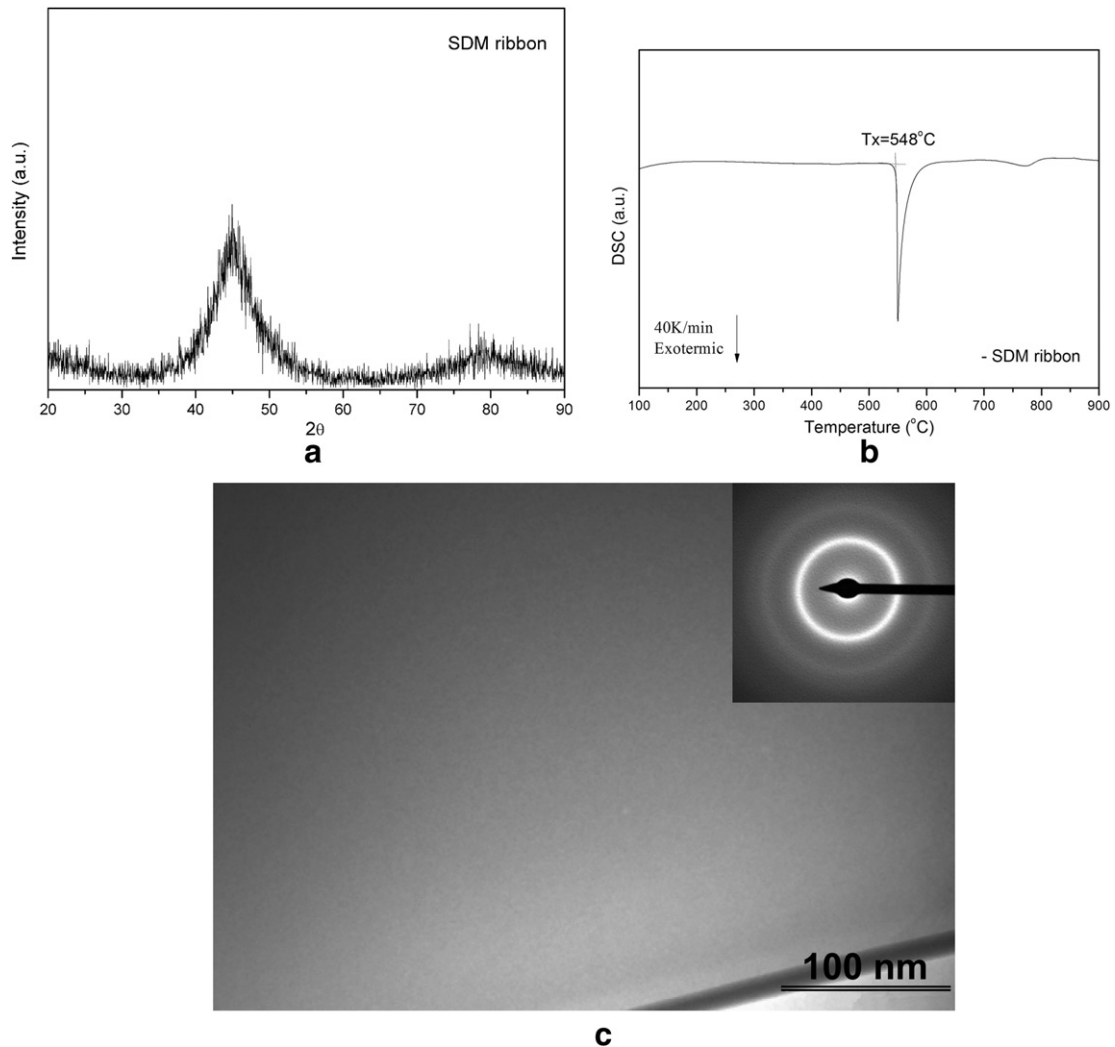 SDM ribbon
Intensity (a.u.)
20 30 40 50 60 70 80 90
2θ
a
Tx=548°C
DSC (a.u.)
40K/min
Exotermic
- SDM ribbon
100 200 300 400 500 600 700 800 900
Temperature (°C)
b
100 nm
c